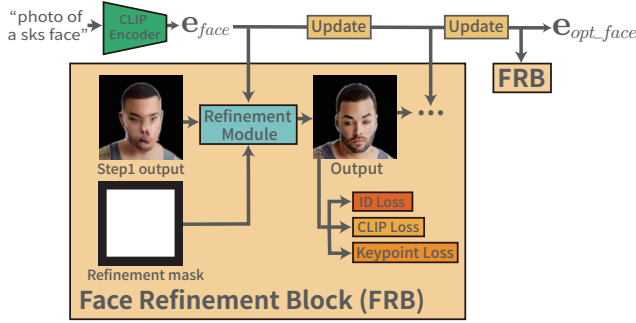 “photo of
a sks face”
CLIP
Encoder
e_face
Update
Update
e_opt_face
FRB
Refinement
Module
Step1 output
Output
...
ID Loss
CLIP Loss
Keypoint Loss
Refinement mask
Face Refinement Block (FRB)